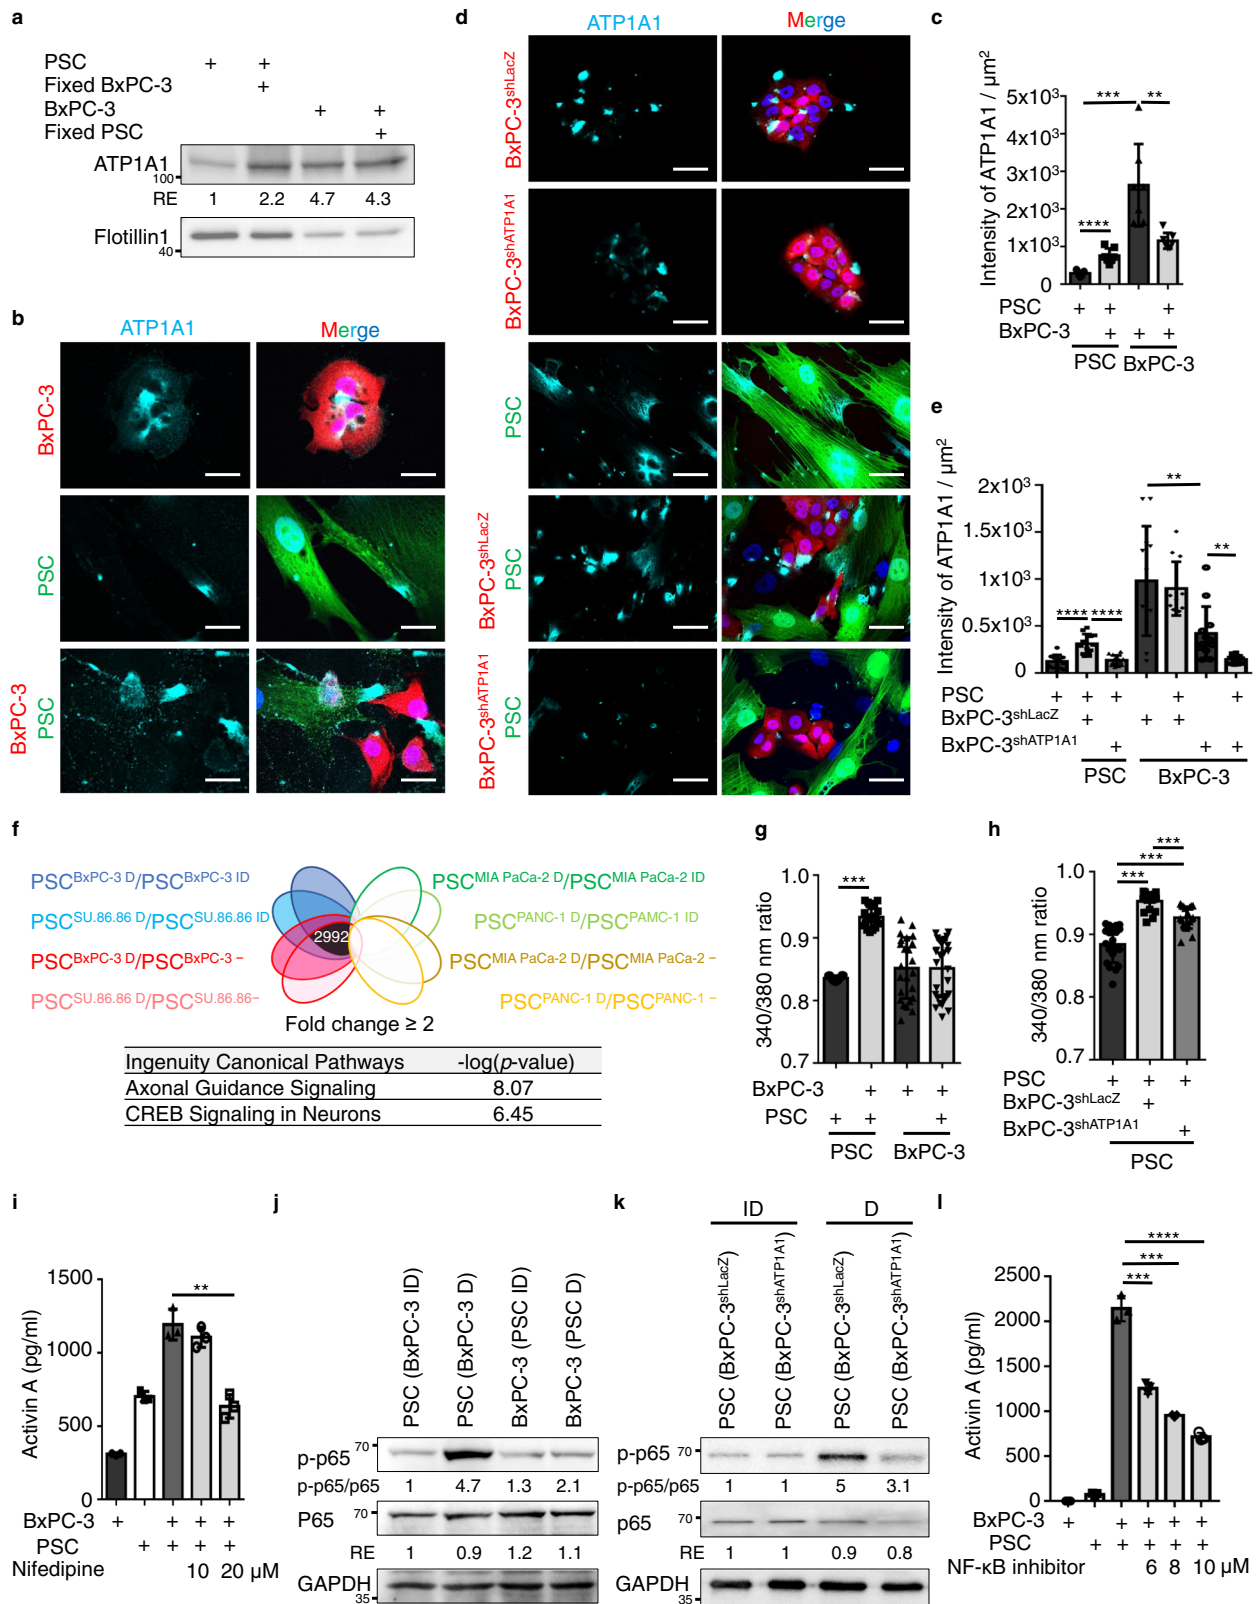 a
PSC + +
Fixed BxPC-3 +
BxPC-3 + +
Fixed PSC +
ATP1A1
100
RE 1 2.2 4.7 4.3
Flotillin1
40
b
ATP1A1 Merge
BxPC-3
PSC
BxPC-3
PSC
d
ATP1A1 Merge
BxPC-3shLacZ
BxPC-3shATP1A1
PSC
BxPC-3shLacZ
PSC
BxPC-3shATP1A1
PSC
c
Intensity of ATP1A1 / µm²
5x10³
4x10³
3x10³
2x10³
1x10³
0
*** **
****
PSC + + +
BxPC-3 + + +
PSC BxPC-3
e
Intensity of ATP1A1 / µm²
2x10³
1.5x10³
1x10³
0.5x10³
0
**
**
**** ****
PSC + + + + +
BxPC-3shLacZ + + +
BxPC-3shATP1A1 + + +
PSC BxPC-3
f
PSCBxPC-3 D/PSCBxPC-3 ID
PSCSU.86.86 D/PSCSU.86.86 ID
PSCBxPC-3 D/PSCBxPC-3 –
PSCSU.86.86 D/PSCSU.86.86–
PSCMIA PaCa-2 D/PSCMIA PaCa-2 ID
PSCPANC-1 D/PSCPAMC-1 ID
PSCMIA PaCa-2 D/PSCMIA PaCa-2 –
PSCPANC-1 D/PSCPANC-1 –
2992
Fold change ≥ 2
Ingenuity Canonical Pathways -log(p-value)
Axonal Guidance Signaling 8.07
CREB Signaling in Neurons 6.45
g
340/380 nm ratio
1.0
0.9
0.8
0.7
***
BxPC-3 + + +
PSC + + +
PSC BxPC-3
h
340/380 nm ratio
1.0
0.9
0.8
0.7
***
***
***
PSC + + +
BxPC-3shLacZ +
BxPC-3shATP1A1 +
PSC
i
Activin A (pg/ml)
1500
1000
500
0
**
BxPC-3 + + + +
PSC + + + +
Nifedipine 10 20 µM
j
PSC (BxPC-3 ID)
PSC (BxPC-3 D)
BxPC-3 (PSC ID)
BxPC-3 (PSC D)
p-p65 70
p-p65/p65 1 4.7 1.3 2.1
P65 70
RE 1 0.9 1.2 1.1
GAPDH
35
k
ID D
PSC (BxPC-3shLacZ)
PSC (BxPC-3shATP1A1)
PSC (BxPC-3shLacZ)
PSC (BxPC-3shATP1A1)
p-p65 70
p-p65/p65 1 1 5 3.1
p65 70
RE 1 1 0.9 0.8
GAPDH
35
l
Activin A (pg/ml)
2500
2000
1500
1000
500
0
****
***
***
BxPC-3 + + + + +
PSC + + + + +
NF-κB inhibitor 6 8 10 µM